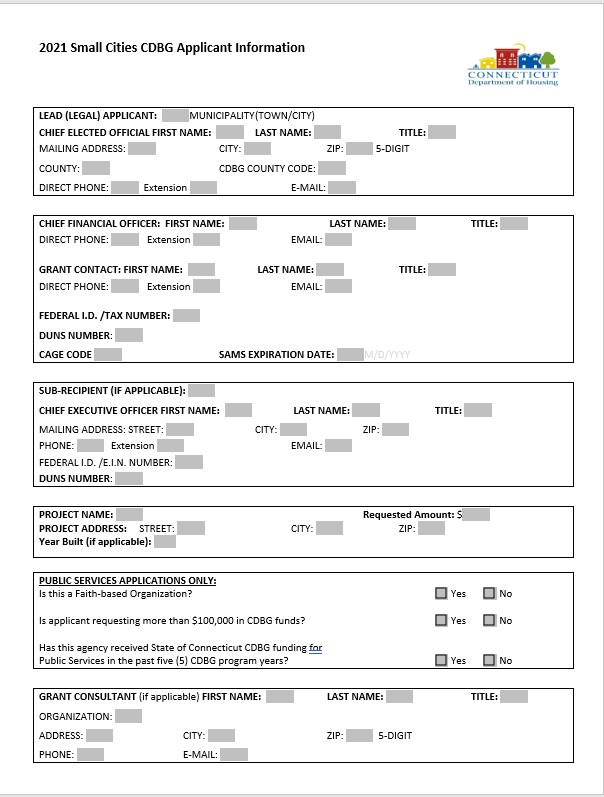 2021 Small Cities CDBG Applicant Information
CONNECTICUT
Department of Housing
LEAD (LEGAL) APPLICANT: MUNICIPALITY(TOWN/CITY)
CHIEF ELECTED OFFICIAL FIRST NAME: LAST NAME: TITLE:
MAILING ADDRESS: CITY: ZIP: 5-DIGIT
COUNTY: CDBG COUNTY CODE:
DIRECT PHONE: Extension E-MAIL:
CHIEF FINANCIAL OFFICER: FIRST NAME: LAST NAME: TITLE:
DIRECT PHONE: Extension EMAIL:
GRANT CONTACT: FIRST NAME: LAST NAME: TITLE:
DIRECT PHONE: Extension EMAIL:
FEDERAL I.D. /TAX NUMBER:
DUNS NUMBER:
CAGE CODE SAMS EXPIRATION DATE: M/D/YYYY
SUB-RECIPIENT (IF APPLICABLE):
CHIEF EXECUTIVE OFFICER FIRST NAME: LAST NAME: TITLE:
MAILING ADDRESS: STREET: CITY: ZIP:
PHONE: Extension EMAIL:
FEDERAL I.D. /E.I.N. NUMBER:
DUNS NUMBER:
PROJECT NAME: Requested Amount: $
PROJECT ADDRESS: STREET: CITY: ZIP:
Year Built (if applicable):
PUBLIC SERVICES APPLICATIONS ONLY:
Is this a Faith-based Organization? Yes No
Is applicant requesting more than $100,000 in CDBG funds? Yes No
Has this agency received State of Connecticut CDBG funding for
Public Services in the past five (5) CDBG program years? Yes No
GRANT CONSULTANT (if applicable) FIRST NAME: LAST NAME: TITLE:
ORGANIZATION:
ADDRESS: CITY: ZIP: 5-DIGIT
PHONE: E-MAIL: